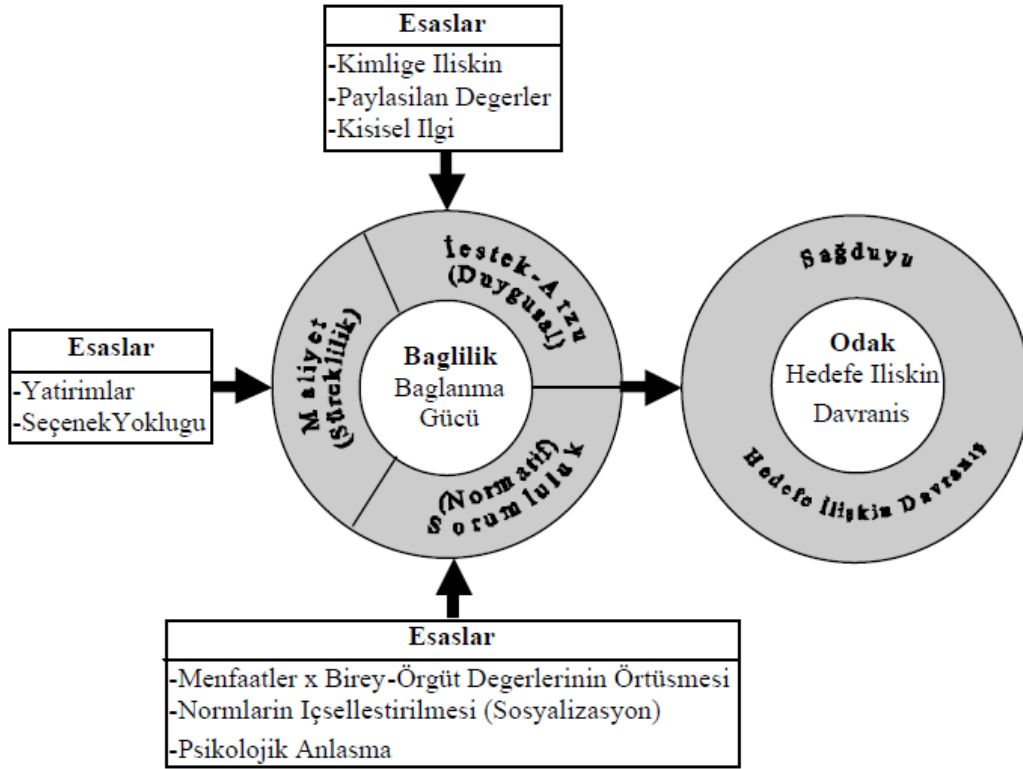 Esaslar
-Kimlige Iliskin
-Paylasilan Degerler
-Kisisel Ilgi
Esaslar
-Yatirimlar
-SeçenekYoklugu
Maliyet
(Süreklilik)
İestek-Arzu
(Duygusal)
Baglilik
Baglanma
Gücü
(Normatif)
Sorumluluk
Sağduyu
Odak
Hedefe Iliskin
Davranis
Hedefe İlişkin Davranış
Esaslar
-Menfaatler x Birey-Örgüt Degerlerinin Örtüsmesi
-Normlarin Içsellestirilmesi (Sosyalizasyon)
-Psikolojik Anlasma